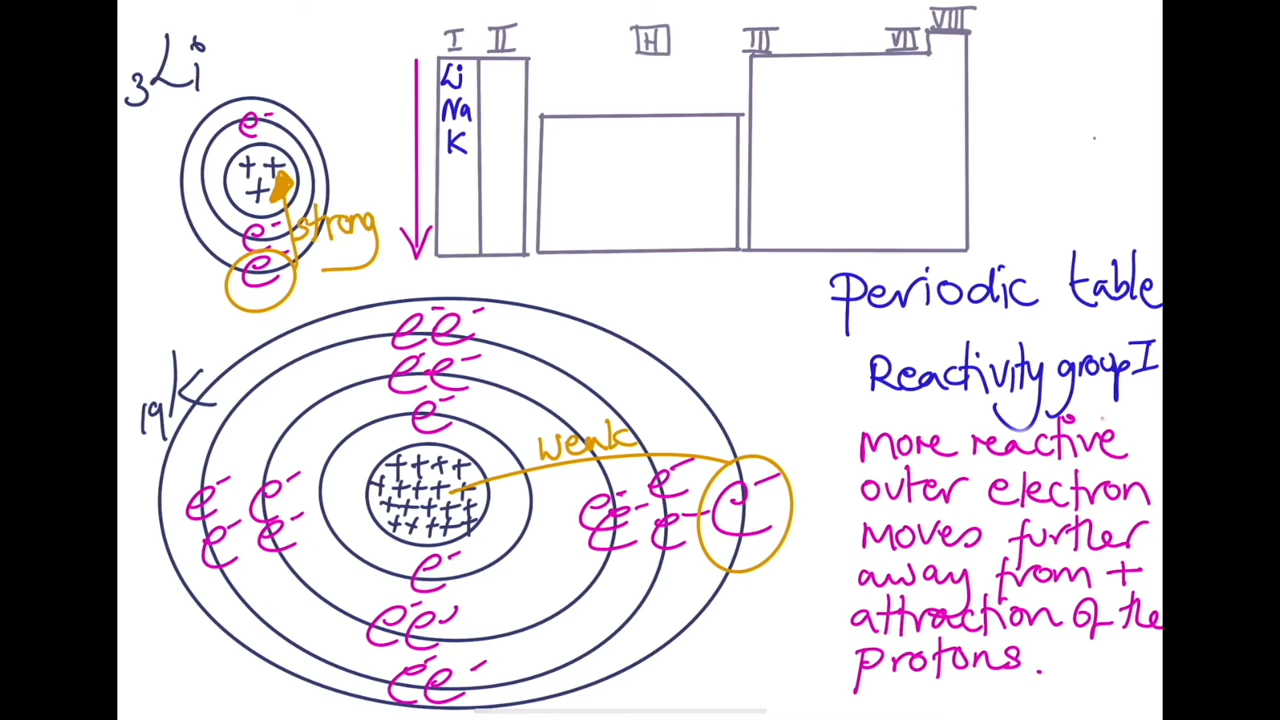 ₃Li
I II H III VII VIII
Li
Na
K
e⁻
+ +
+
e⁻
e⁻
strong
Periodic table
Reactivity group I
More reactive
outer electron
moves further
away from +
attraction of the
protons.
₁₉K
weak
e⁻ e⁻
e⁻ e⁻
e⁻
++++
++++
+++++
+++++
e⁻ e⁻ e⁻ e⁻ e⁻
e⁻ e⁻ e⁻ e⁻ e⁻
e⁻
e⁻ e⁻
e⁻ e⁻